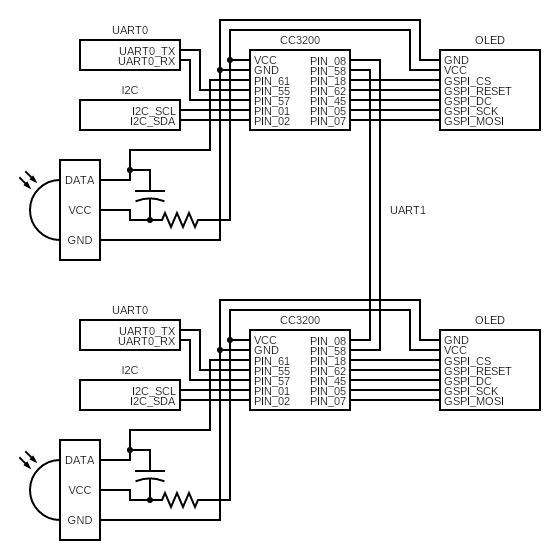 UART0 CC3200 OLED
UART0_TX
UART0_RX
I2C
I2C_SCL
I2C_SDA
VCC PIN_08
GND PIN_58
PIN_61 PIN_18
PIN_55 PIN_62
PIN_57 PIN_45
PIN_01 PIN_05
PIN_02 PIN_07
GND
VCC
GSPI_CS
GSPI_RESET
GSPI_DC
GSPI_SCK
GSPI_MOSI
DATA
VCC
GND
UART1
UART0 CC3200 OLED
UART0_TX
UART0_RX
I2C
I2C_SCL
I2C_SDA
VCC PIN_08
GND PIN_58
PIN_61 PIN_18
PIN_55 PIN_62
PIN_57 PIN_45
PIN_01 PIN_05
PIN_02 PIN_07
GND
VCC
GSPI_CS
GSPI_RESET
GSPI_DC
GSPI_SCK
GSPI_MOSI
DATA
VCC
GND